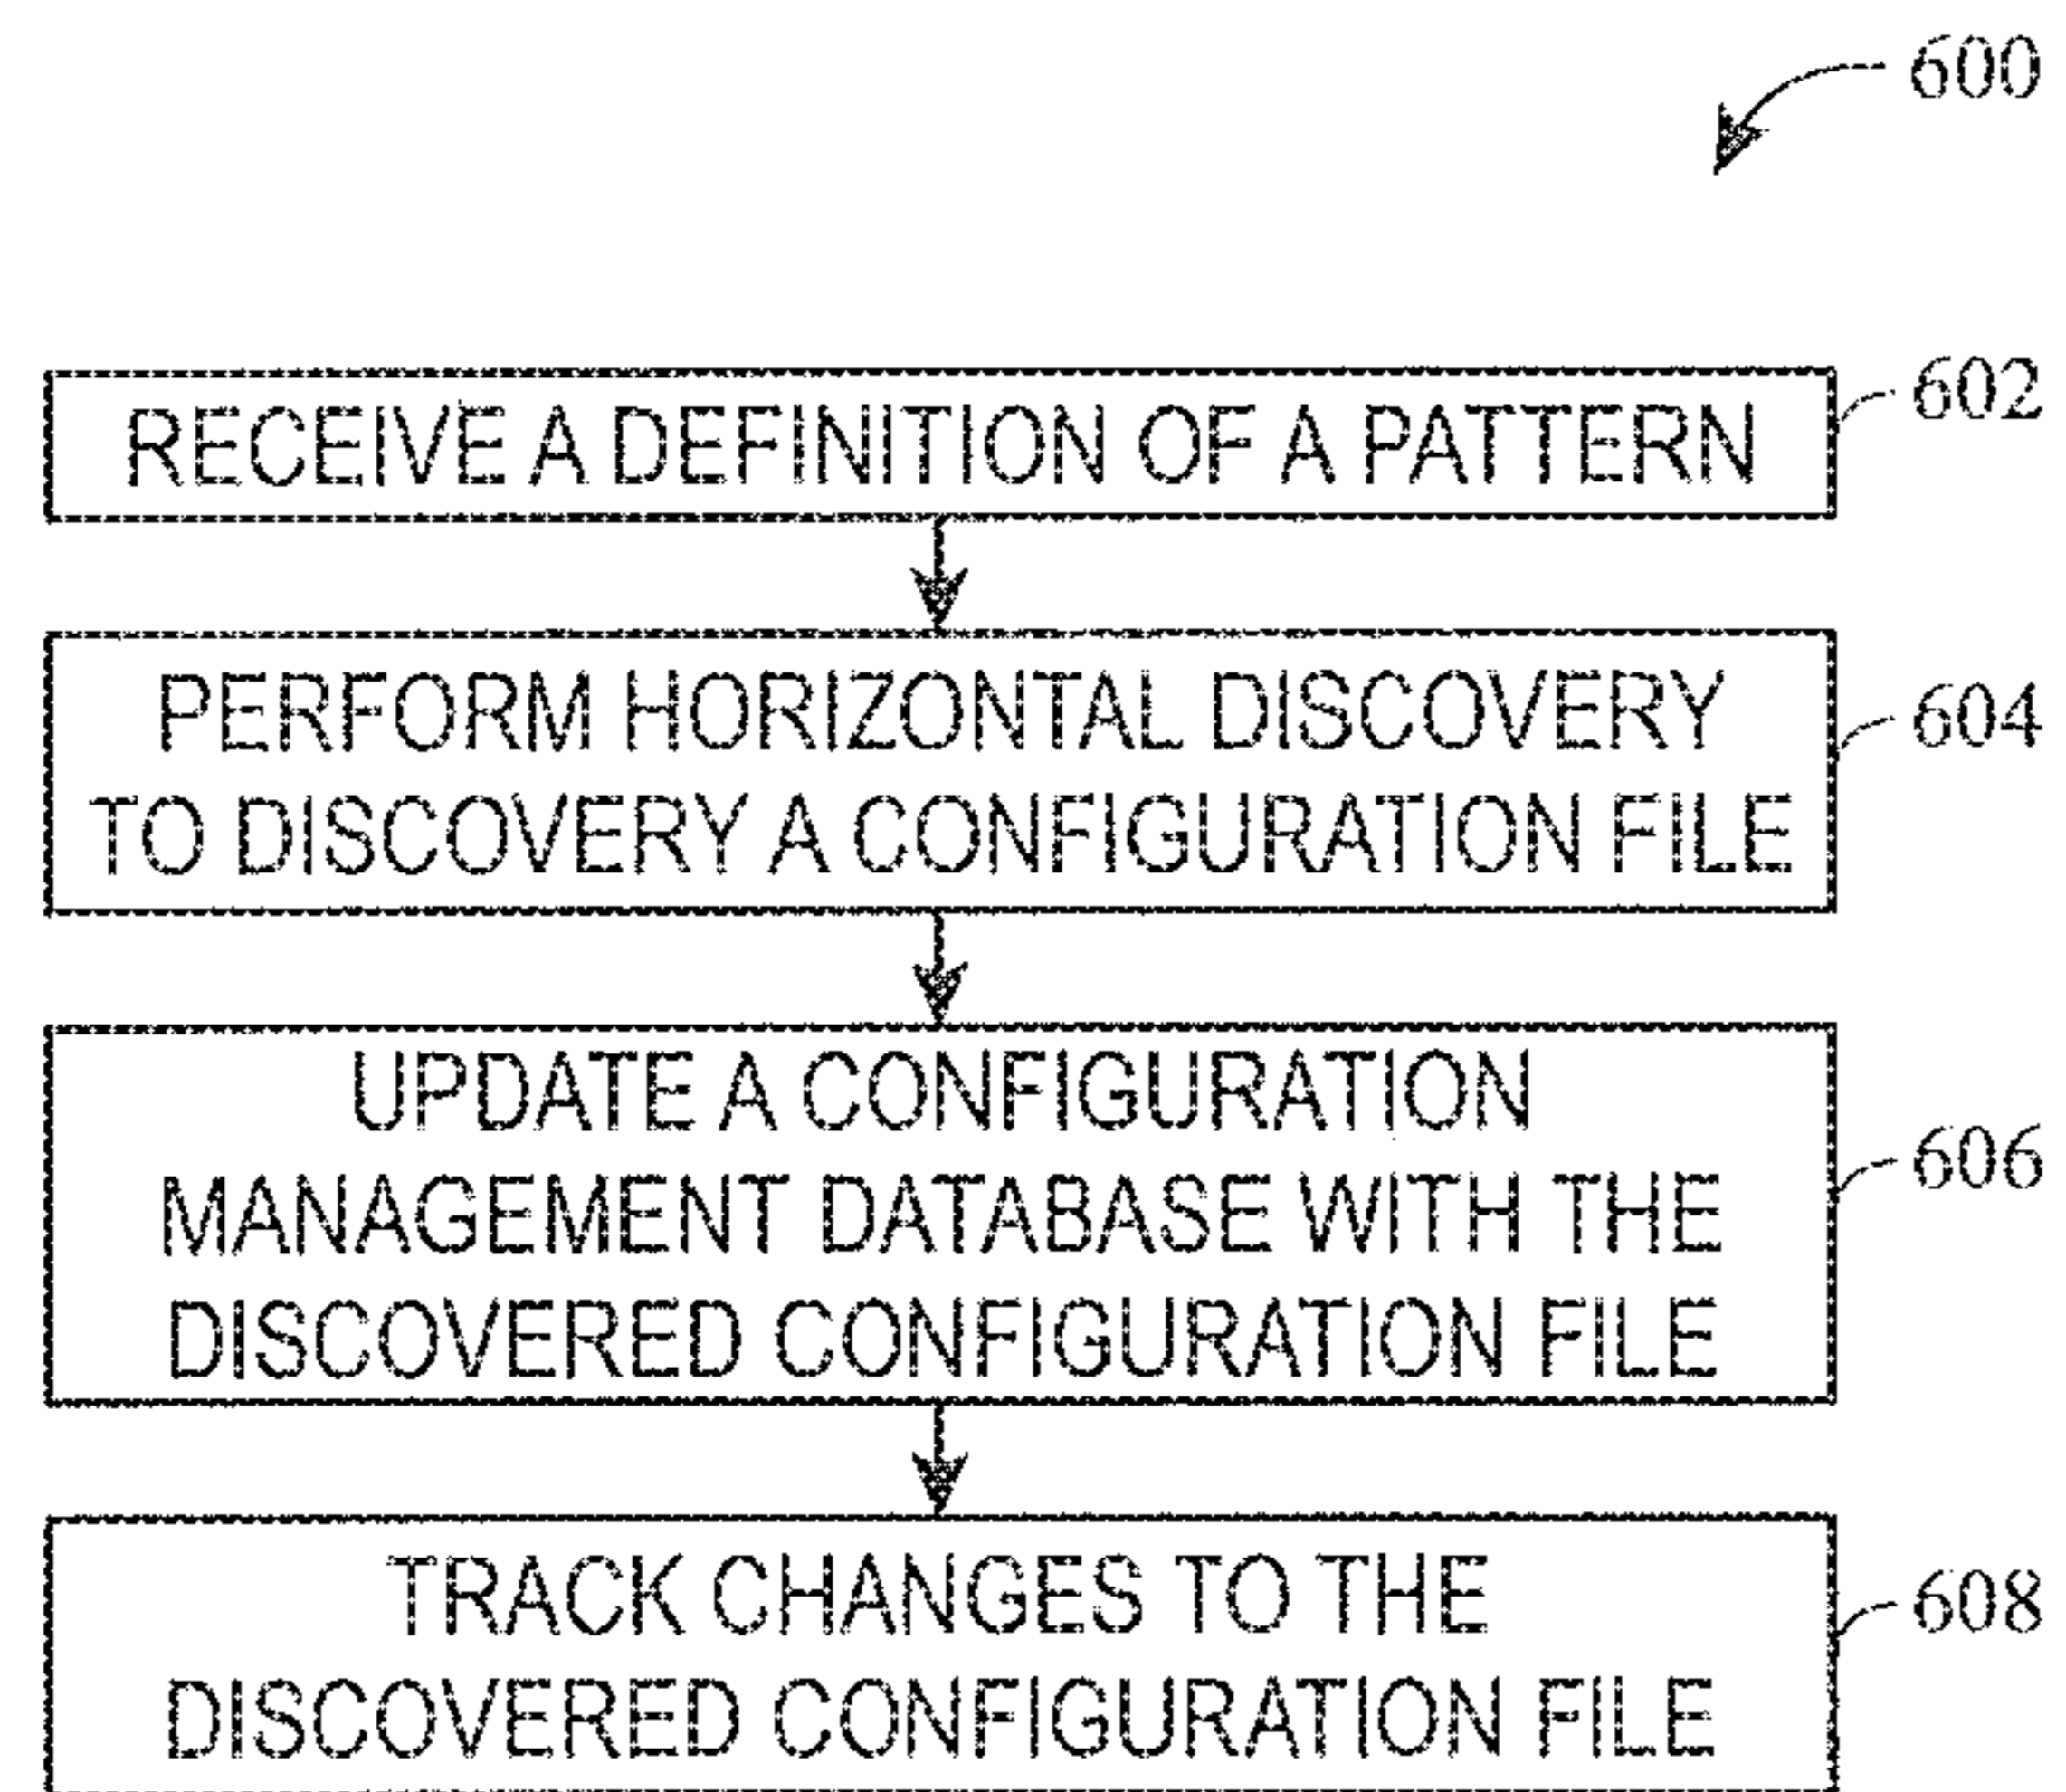 600
RECEIVE A DEFINITION OF A PATTERN
602
PERFORM HORIZONTAL DISCOVERY
TO DISCOVERY A CONFIGURATION FILE
604
UPDATE A CONFIGURATION
MANAGEMENT DATABASE WITH THE
DISCOVERED CONFIGURATION FILE
606
TRACK CHANGES TO THE
DISCOVERED CONFIGURATION FILE
608